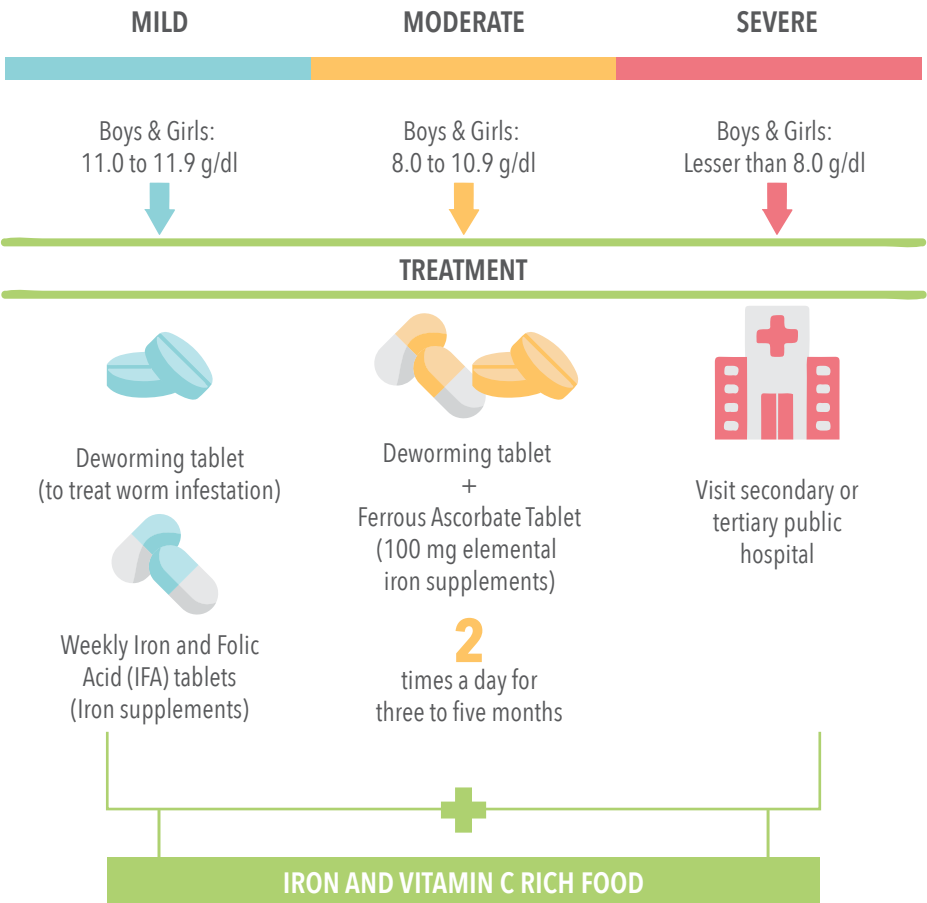 MILD
MODERATE
SEVERE
Boys & Girls:
11.0 to 11.9 g/dl
Boys & Girls:
8.0 to 10.9 g/dl
Boys & Girls:
Lesser than 8.0 g/dl
TREATMENT
Deworming tablet
(to treat worm infestation)
Weekly Iron and Folic
Acid (IFA) tablets
(Iron supplements)
Deworming tablet
+
Ferrous Ascorbate Tablet
(100 mg elemental
iron supplements)
2
times a day for
three to five months
Visit secondary or
tertiary public
hospital
IRON AND VITAMIN C RICH FOOD